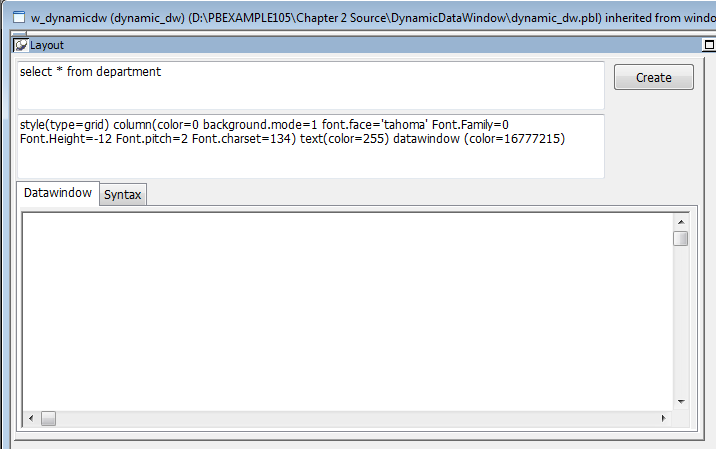 w_dynamicdw (dynamic_dw) (D:\PBEXAMPLE105\Chapter 2 Source\DynamicDataWindow\dynamic_dw.pbl) inherited from windo
Layout
select * from department
Create
style(type=grid) column(color=0 background.mode=1 font.face='tahoma' Font.Family=0
Font.Height=-12 Font.pitch=2 Font.charset=134) text(color=255) datawindow (color=16777215)
Datawindow
Syntax